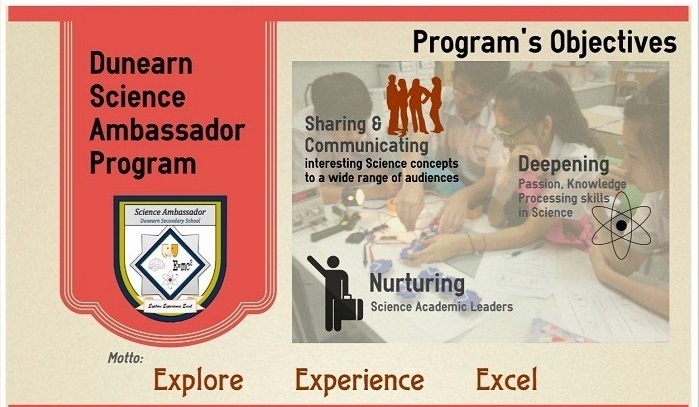 Program's Objectives
Dunearn
Science
Ambassador
Program
Science Ambassador
Dunearn Secondary School
E=mc²
Explore Experience Excel
Sharing &
Communicating
interesting Science concepts
to a wide range of audiences
Deepening
Passion, Knowledge
Processing skills
in Science
Nurturing
Science Academic Leaders
Motto:
Explore Experience Excel